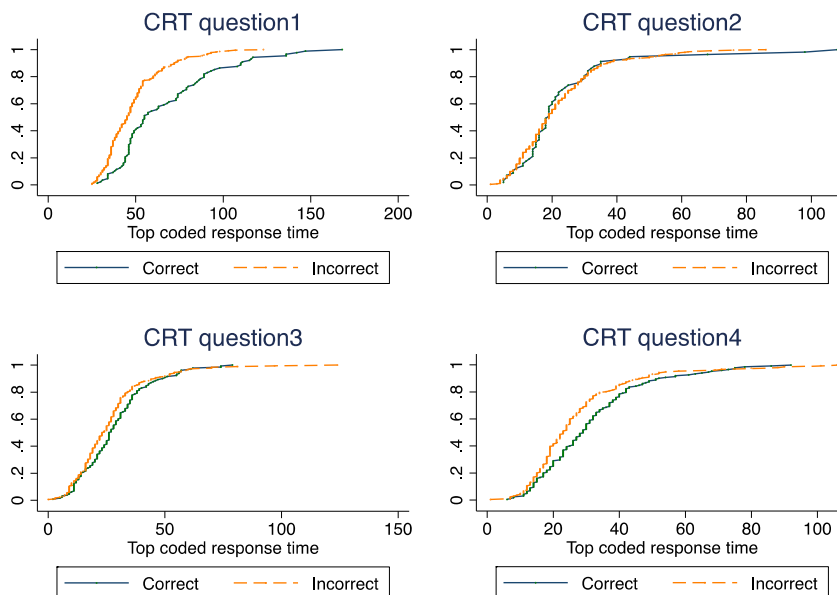 CRT question1
1
.8
.6
.4
.2
0
0 50 100 150 200
Top coded response time
Correct Incorrect
CRT question2
1
.8
.6
.4
.2
0
0 20 40 60 80 100
Top coded response time
Correct Incorrect
CRT question3
1
.8
.6
.4
.2
0
0 50 100 150
Top coded response time
Correct Incorrect
CRT question4
1
.8
.6
.4
.2
0
0 20 40 60 80 100
Top coded response time
Correct Incorrect